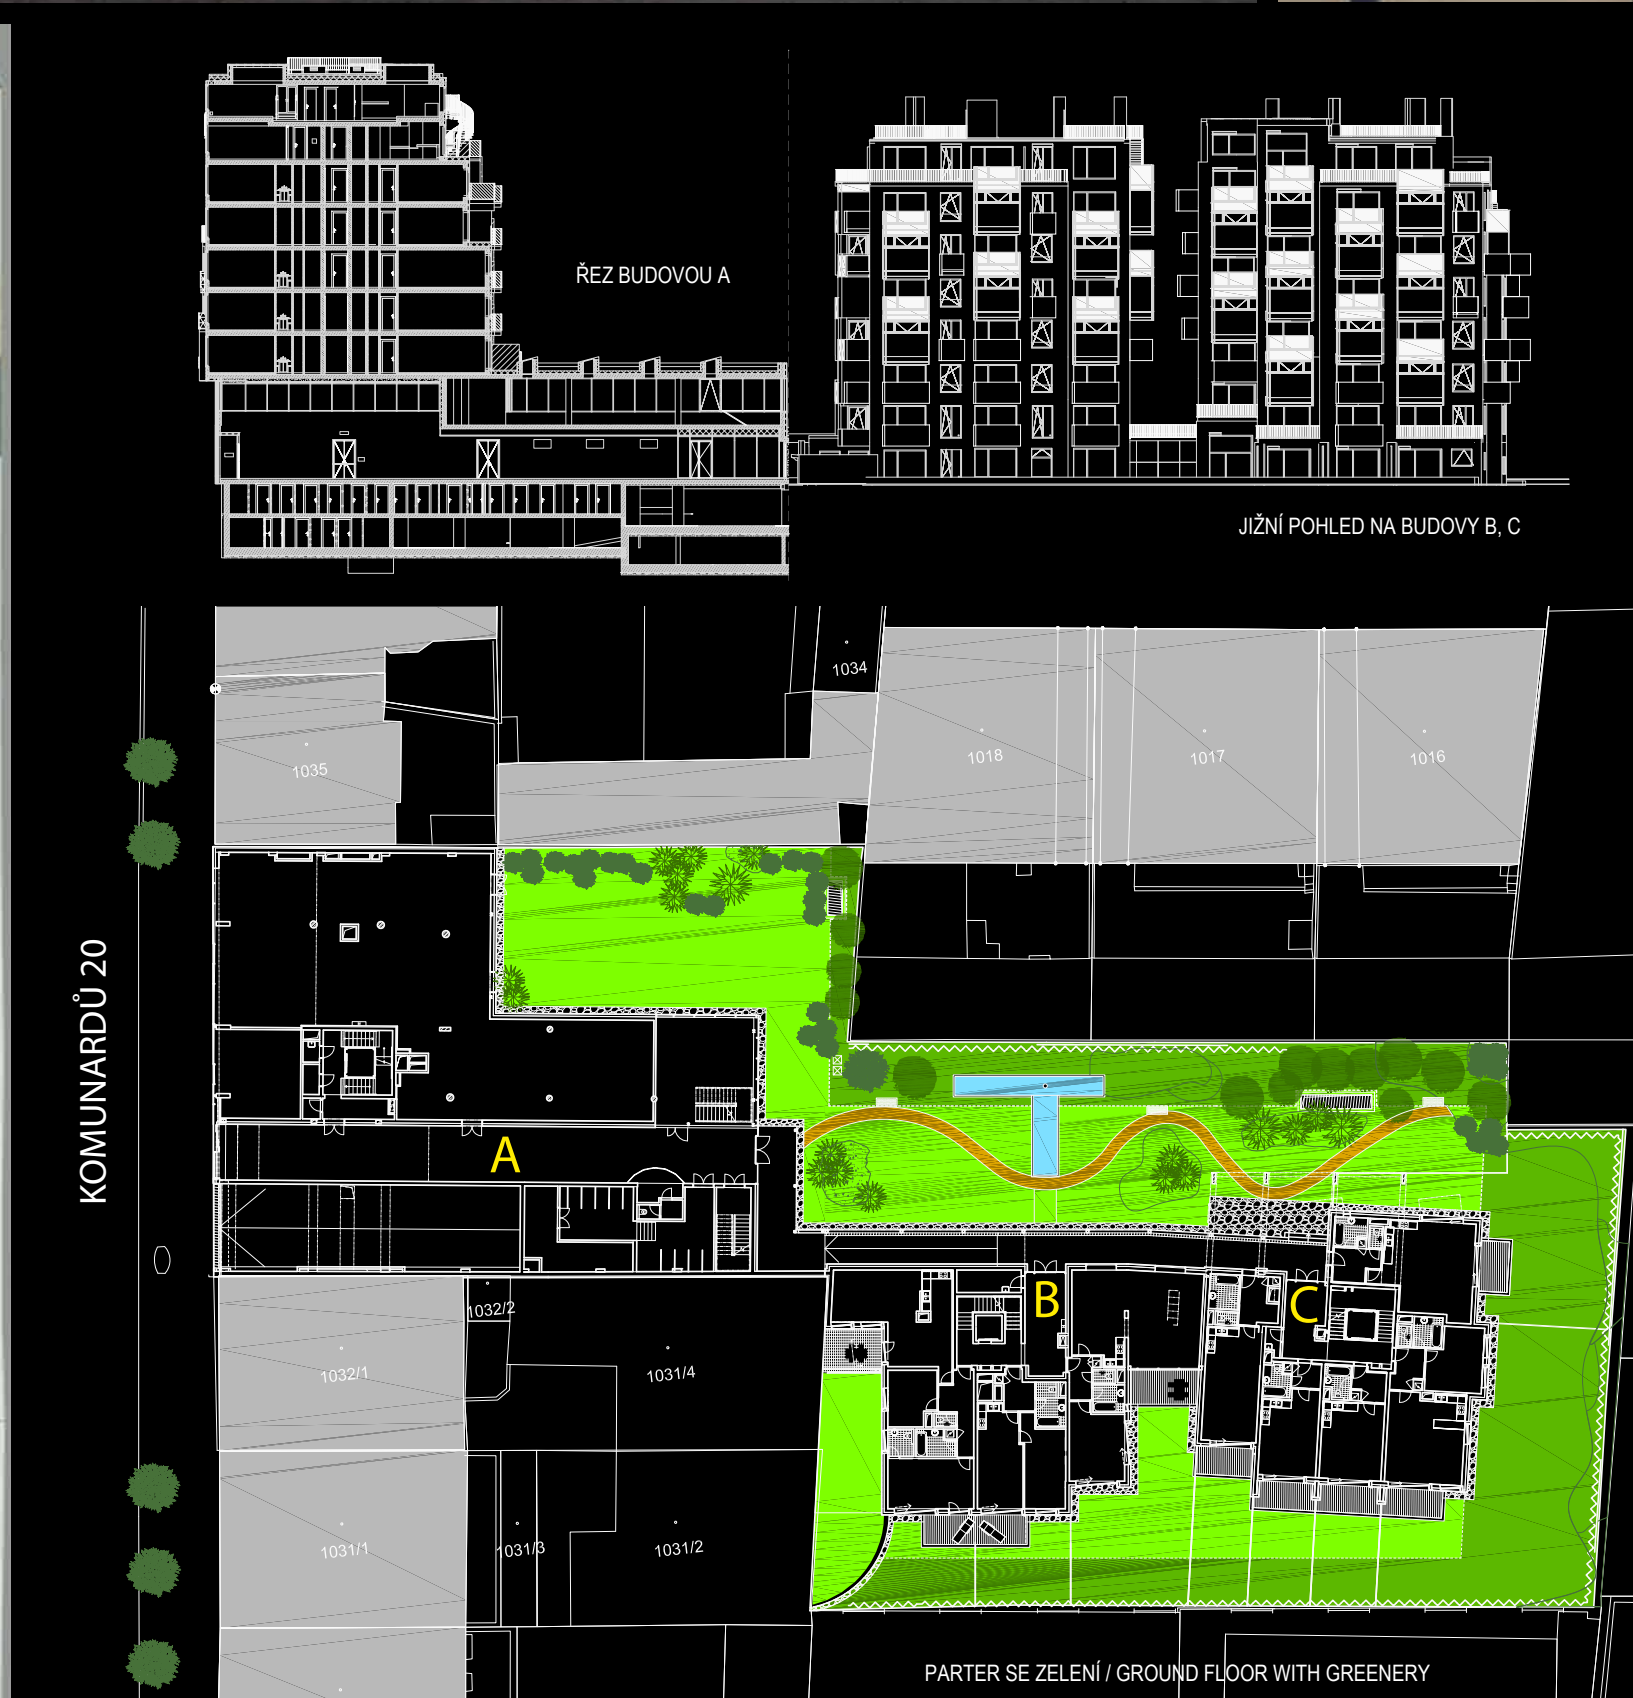 ŘEZ BUDOVOU A
JIŽNÍ POHLED NA BUDOVY B, C
1034
1035
1018
1017
1016
KOMUNARDŮ 20
A
B
C
1032/2
1032/1
1031/4
1031/1
1031/3
1031/2
PARTER SE ZELENÍ / GROUND FLOOR WITH GREENERY